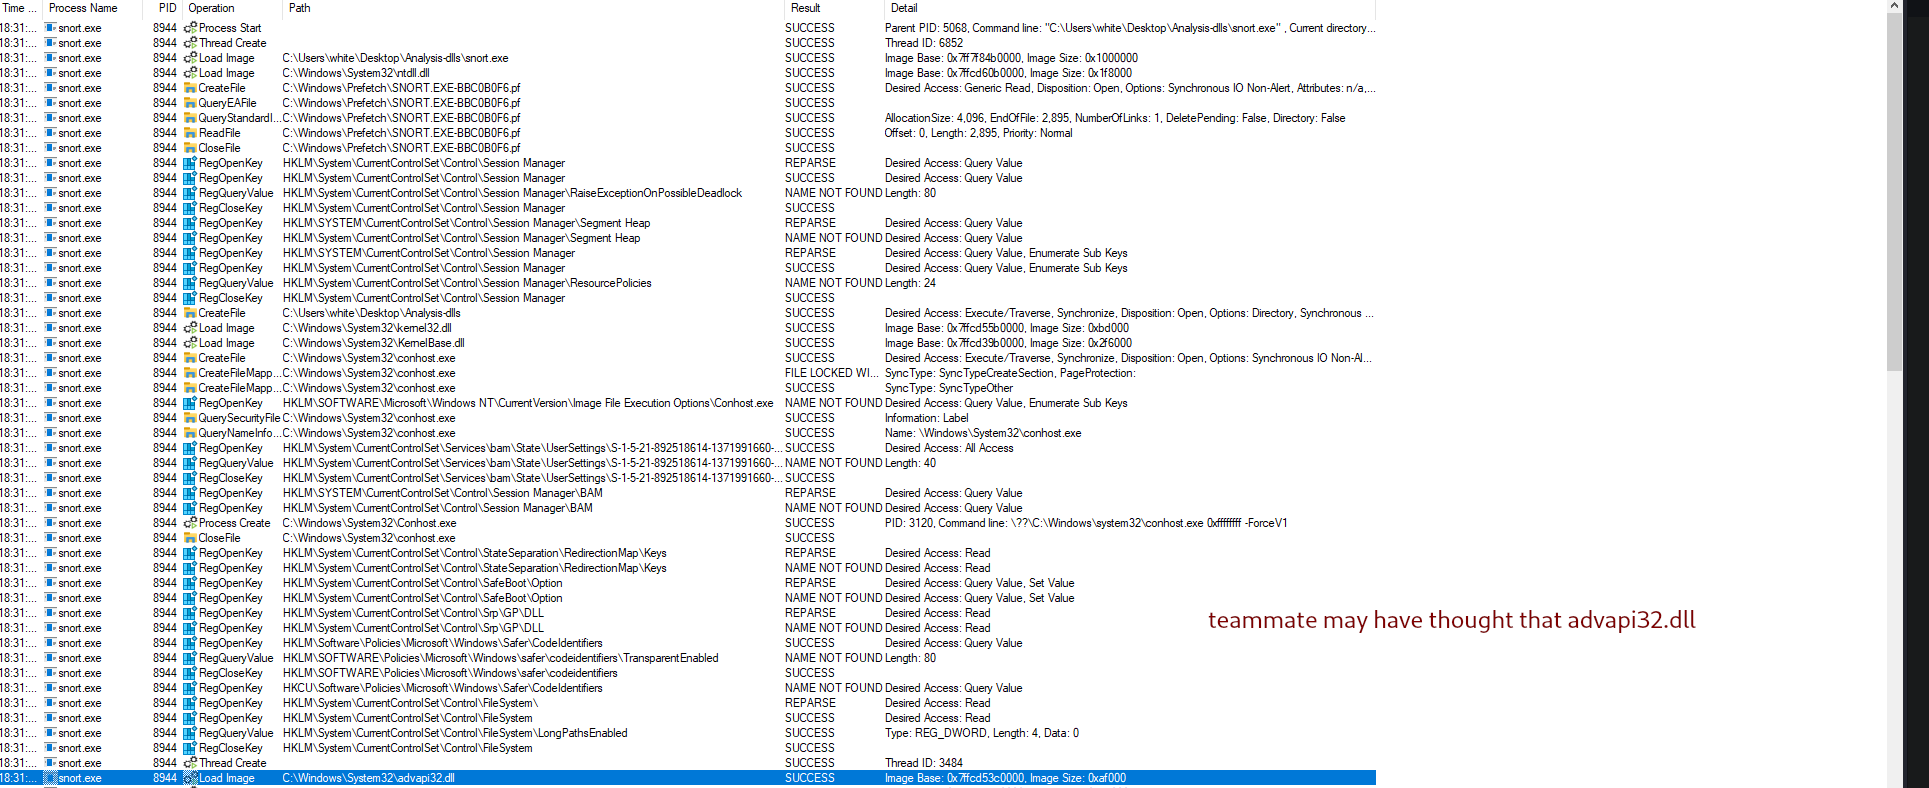 Time ... Process Name PID Operation Path Result Detail
18:31:... snort.exe 8944 Process Start SUCCESS Parent PID: 5068, Command line: "C:\Users\white\Desktop\Analysis-dlls\snort.exe" , Current directory...
18:31:... snort.exe 8944 Thread Create SUCCESS Thread ID: 6852
18:31:... snort.exe 8944 Load Image C:\Users\white\Desktop\Analysis-dlls\snort.exe SUCCESS Image Base: 0x7ff7f84b0000, Image Size: 0x1000000
18:31:... snort.exe 8944 Load Image C:\Windows\System32\ntdll.dll SUCCESS Image Base: 0x7ffcd60b0000, Image Size: 0x1f8000
18:31:... snort.exe 8944 CreateFile C:\Windows\Prefetch\SNORT.EXE-BBC0B0F6.pf SUCCESS Desired Access: Generic Read, Disposition: Open, Options: Synchronous IO Non-Alert, Attributes: n/a,...
18:31:... snort.exe 8944 QueryEAFile C:\Windows\Prefetch\SNORT.EXE-BBC0B0F6.pf SUCCESS
18:31:... snort.exe 8944 QueryStandardI... C:\Windows\Prefetch\SNORT.EXE-BBC0B0F6.pf SUCCESS AllocationSize: 4,096, EndOfFile: 2,895, NumberOfLinks: 1, DeletePending: False, Directory: False
18:31:... snort.exe 8944 ReadFile C:\Windows\Prefetch\SNORT.EXE-BBC0B0F6.pf SUCCESS Offset: 0, Length: 2,895, Priority: Normal
18:31:... snort.exe 8944 CloseFile C:\Windows\Prefetch\SNORT.EXE-BBC0B0F6.pf SUCCESS
18:31:... snort.exe 8944 RegOpenKey HKLM\System\CurrentControlSet\Control\Session Manager REPARSE Desired Access: Query Value
18:31:... snort.exe 8944 RegOpenKey HKLM\System\CurrentControlSet\Control\Session Manager SUCCESS Desired Access: Query Value
18:31:... snort.exe 8944 RegQueryValue HKLM\System\CurrentControlSet\Control\Session Manager\RaiseExceptionOnPossibleDeadlock NAME NOT FOUND Length: 80
18:31:... snort.exe 8944 RegCloseKey HKLM\System\CurrentControlSet\Control\Session Manager SUCCESS
18:31:... snort.exe 8944 RegOpenKey HKLM\SYSTEM\CurrentControlSet\Control\Session Manager\Segment Heap REPARSE Desired Access: Query Value
18:31:... snort.exe 8944 RegOpenKey HKLM\System\CurrentControlSet\Control\Session Manager\Segment Heap NAME NOT FOUND Desired Access: Query Value
18:31:... snort.exe 8944 RegOpenKey HKLM\SYSTEM\CurrentControlSet\Control\Session Manager REPARSE Desired Access: Query Value, Enumerate Sub Keys
18:31:... snort.exe 8944 RegOpenKey HKLM\System\CurrentControlSet\Control\Session Manager SUCCESS Desired Access: Query Value, Enumerate Sub Keys
18:31:... snort.exe 8944 RegQueryValue HKLM\System\CurrentControlSet\Control\Session Manager\ResourcePolicies NAME NOT FOUND Length: 24
18:31:... snort.exe 8944 RegCloseKey HKLM\System\CurrentControlSet\Control\Session Manager SUCCESS
18:31:... snort.exe 8944 CreateFile C:\Users\white\Desktop\Analysis-dlls SUCCESS Desired Access: Execute/Traverse, Synchronize, Disposition: Open, Options: Directory, Synchronous ...
18:31:... snort.exe 8944 Load Image C:\Windows\System32\kernel32.dll SUCCESS Image Base: 0x7ffcd55b0000, Image Size: 0xbd000
18:31:... snort.exe 8944 Load Image C:\Windows\System32\KernelBase.dll SUCCESS Image Base: 0x7ffcd39b0000, Image Size: 0x2f6000
18:31:... snort.exe 8944 CreateFile C:\Windows\System32\conhost.exe SUCCESS Desired Access: Execute/Traverse, Synchronize, Disposition: Open, Options: Synchronous IO Non-Al...
18:31:... snort.exe 8944 CreateFileMapp... C:\Windows\System32\conhost.exe FILE LOCKED WI... SyncType: SyncTypeCreateSection, PageProtection:
18:31:... snort.exe 8944 CreateFileMapp... C:\Windows\System32\conhost.exe SUCCESS SyncType: SyncTypeOther
18:31:... snort.exe 8944 RegOpenKey HKLM\SOFTWARE\Microsoft\Windows NT\CurrentVersion\Image File Execution Options\Conhost.exe NAME NOT FOUND Desired Access: Query Value, Enumerate Sub Keys
18:31:... snort.exe 8944 QuerySecurityFile C:\Windows\System32\conhost.exe SUCCESS Information: Label
18:31:... snort.exe 8944 QueryNameInfo... C:\Windows\System32\conhost.exe SUCCESS Name: \Windows\System32\conhost.exe
18:31:... snort.exe 8944 RegOpenKey HKLM\System\CurrentControlSet\Services\bam\State\UserSettings\S-1-5-21-892518614-1371991660-... SUCCESS Desired Access: All Access
18:31:... snort.exe 8944 RegQueryValue HKLM\System\CurrentControlSet\Services\bam\State\UserSettings\S-1-5-21-892518614-1371991660-... NAME NOT FOUND Length: 40
18:31:... snort.exe 8944 RegCloseKey HKLM\System\CurrentControlSet\Services\bam\State\UserSettings\S-1-5-21-892518614-1371991660-... SUCCESS
18:31:... snort.exe 8944 RegOpenKey HKLM\SYSTEM\CurrentControlSet\Control\Session Manager\BAM REPARSE Desired Access: Query Value
18:31:... snort.exe 8944 RegOpenKey HKLM\System\CurrentControlSet\Control\Session Manager\BAM NAME NOT FOUND Desired Access: Query Value
18:31:... snort.exe 8944 Process Create C:\Windows\System32\Conhost.exe SUCCESS PID: 3120, Command line: \??\C:\Windows\system32\conhost.exe 0xffffffff -ForceV1
18:31:... snort.exe 8944 CloseFile C:\Windows\System32\conhost.exe SUCCESS
18:31:... snort.exe 8944 RegOpenKey HKLM\System\CurrentControlSet\Control\StateSeparation\RedirectionMap\Keys REPARSE Desired Access: Read
18:31:... snort.exe 8944 RegOpenKey HKLM\System\CurrentControlSet\Control\StateSeparation\RedirectionMap\Keys NAME NOT FOUND Desired Access: Read
18:31:... snort.exe 8944 RegOpenKey HKLM\System\CurrentControlSet\Control\SafeBoot\Option REPARSE Desired Access: Query Value, Set Value
18:31:... snort.exe 8944 RegOpenKey HKLM\System\CurrentControlSet\Control\SafeBoot\Option NAME NOT FOUND Desired Access: Query Value, Set Value
18:31:... snort.exe 8944 RegOpenKey HKLM\System\CurrentControlSet\Control\Srp\GP\DLL REPARSE Desired Access: Read
teammate may have thought that advapi32.dll
18:31:... snort.exe 8944 RegOpenKey HKLM\System\CurrentControlSet\Control\Srp\GP\DLL NAME NOT FOUND Desired Access: Read
18:31:... snort.exe 8944 RegOpenKey HKLM\Software\Policies\Microsoft\Windows\Safer\CodeIdentifiers SUCCESS Desired Access: Query Value
18:31:... snort.exe 8944 RegQueryValue HKLM\SOFTWARE\Policies\Microsoft\Windows\safer\codeidentifiers\TransparentEnabled NAME NOT FOUND Length: 80
18:31:... snort.exe 8944 RegCloseKey HKLM\SOFTWARE\Policies\Microsoft\Windows\safer\codeidentifiers SUCCESS
18:31:... snort.exe 8944 RegOpenKey HKCU\Software\Policies\Microsoft\Windows\Safer\CodeIdentifiers NAME NOT FOUND Desired Access: Query Value
18:31:... snort.exe 8944 RegOpenKey HKLM\System\CurrentControlSet\Control\FileSystem\ REPARSE Desired Access: Read
18:31:... snort.exe 8944 RegOpenKey HKLM\System\CurrentControlSet\Control\FileSystem SUCCESS Desired Access: Read
18:31:... snort.exe 8944 RegQueryValue HKLM\System\CurrentControlSet\Control\FileSystem\LongPathsEnabled SUCCESS Type: REG_DWORD, Length: 4, Data: 0
18:31:... snort.exe 8944 RegCloseKey HKLM\System\CurrentControlSet\Control\FileSystem SUCCESS
18:31:... snort.exe 8944 Thread Create SUCCESS Thread ID: 3484
18:31:... snort.exe 8944 Load Image C:\Windows\System32\advapi32.dll SUCCESS Image Base: 0x7ffcd53c0000, Image Size: 0xaf000